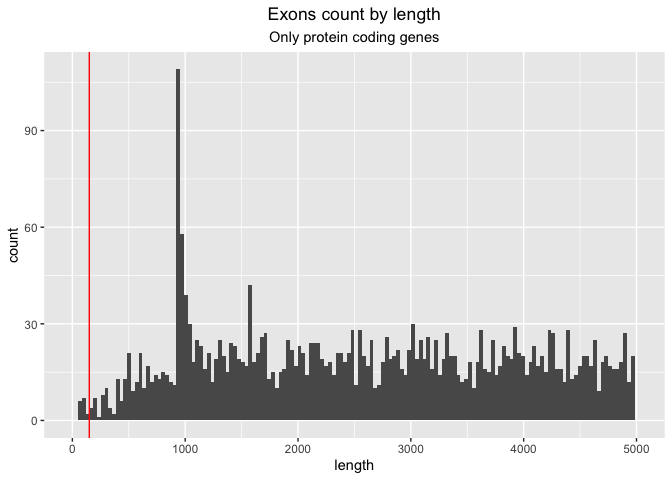 Exons count by length
Only protein coding genes
90
60
30
0
count
0 1000 2000 3000 4000 5000
length